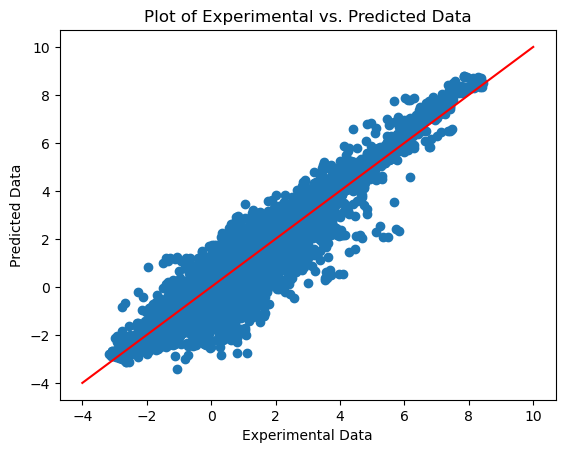 Plot of Experimental vs. Predicted Data
10
8
6
4
2
0
−2
−4
Predicted Data
−4 −2 0 2 4 6 8 10
Experimental Data